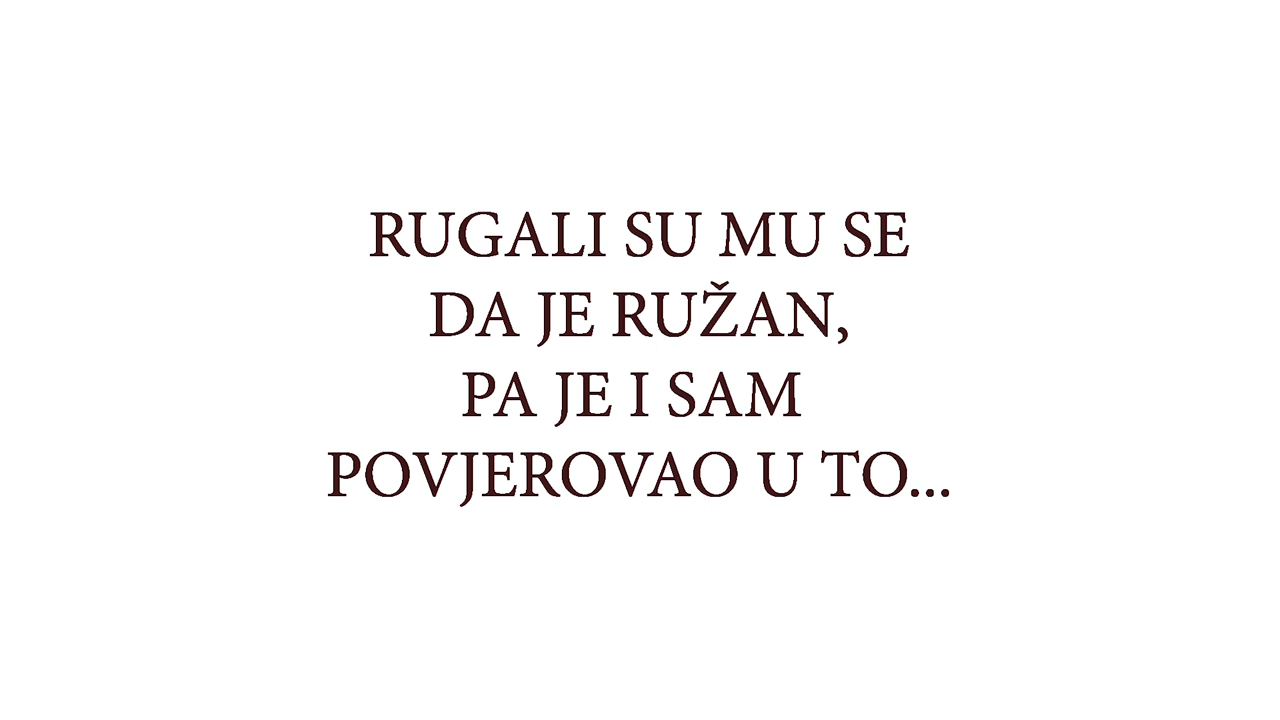 RUGALI SU MU SE
DA JE RUŽAN,
PA JE I SAM
POVJEROVAO U TO...